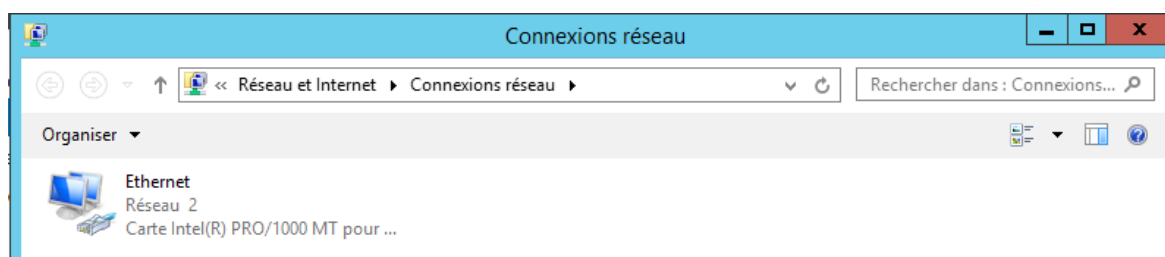 Connexions réseau
« Réseau et Internet Connexions réseau
Rechercher dans : Connexions...
Organiser
Ethernet
Réseau 2
Carte Intel(R) PRO/1000 MT pour ...